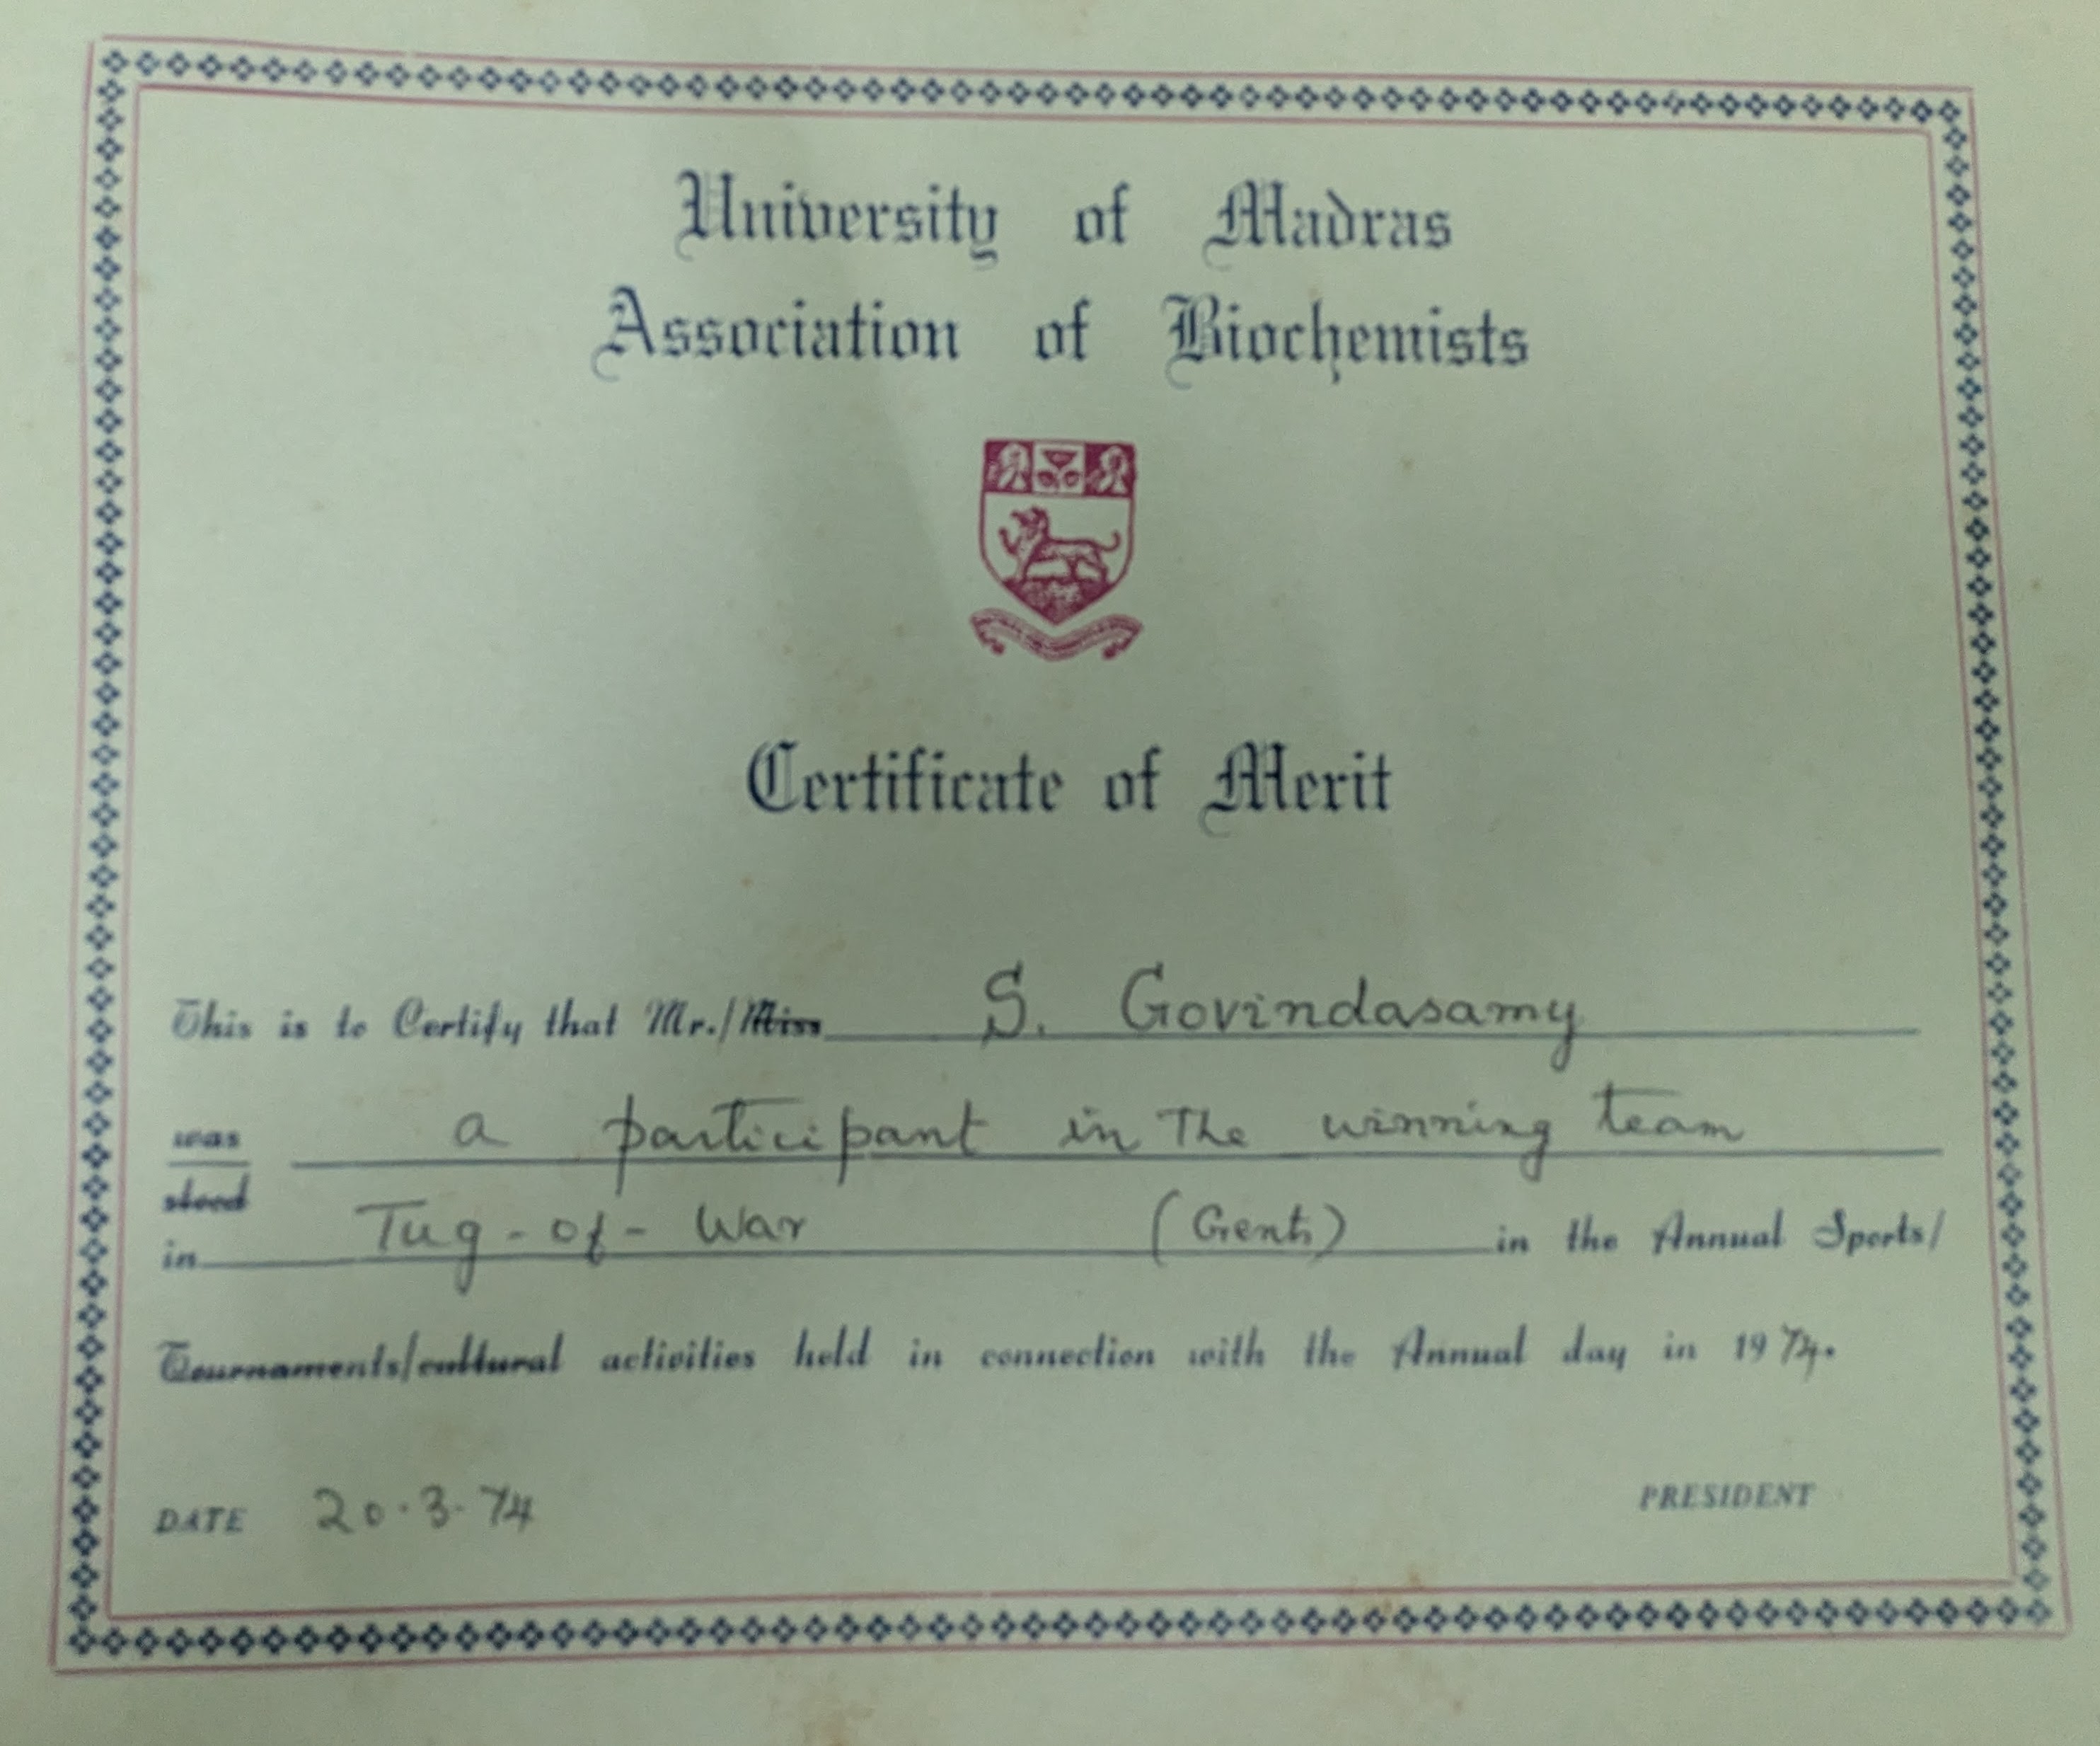 University of Madras
Association of Biochemists
Certificate of Merit
This is to Certify that Mr./Miss S. Govindasamy
was a participant in The winning team
stood
in Tug-of-War (Gents) in the Annual Sports/
Tournaments/cultural activities held in connection with the Annual day in 1974.
DATE 20.3.74 PRESIDENT